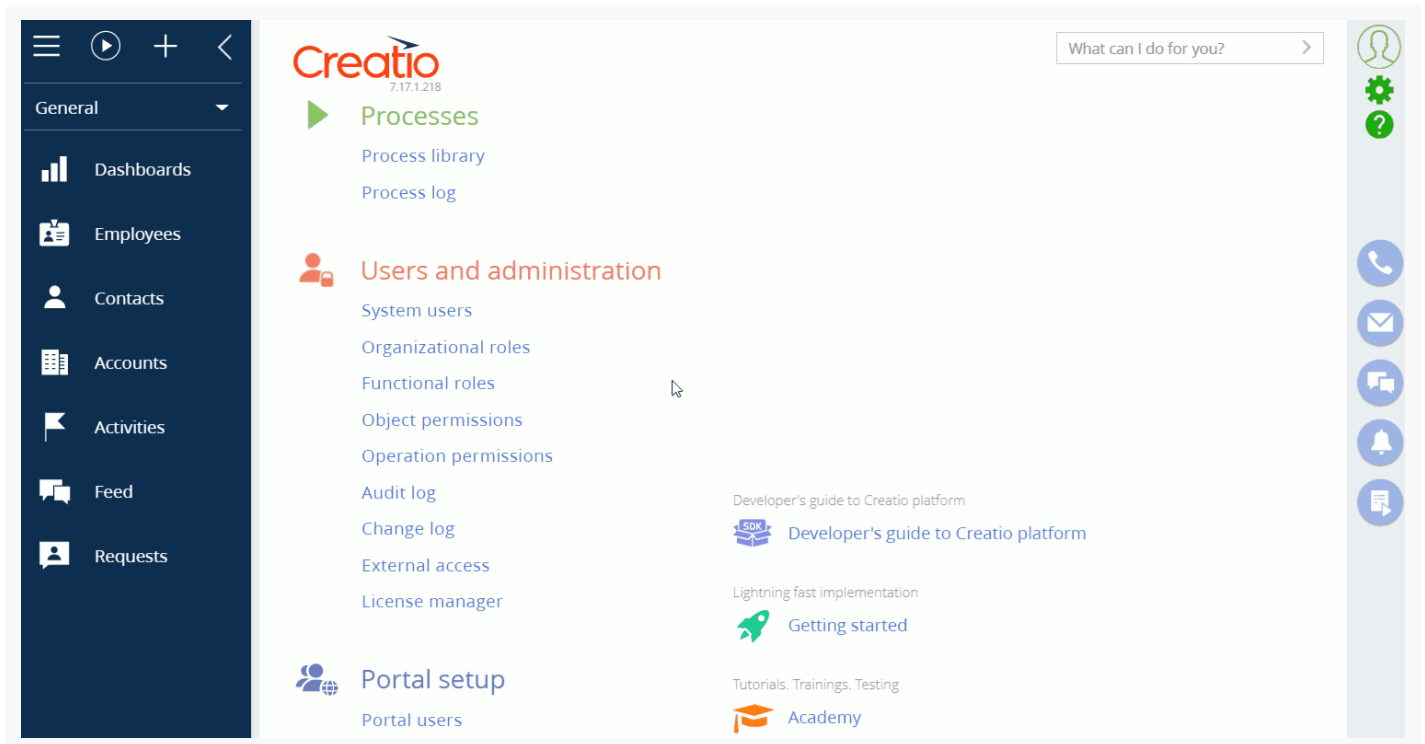 General
Dashboards
Employees
Contacts
Accounts
Activities
Feed
Requests
Creatio
7.17.1.218
What can I do for you?
Processes
Process library
Process log
Users and administration
System users
Organizational roles
Functional roles
Object permissions
Operation permissions
Audit log
Change log
External access
License manager
Portal setup
Portal users
Developer's guide to Creatio platform
SDK
Developer's guide to Creatio platform
Lightning fast implementation
Getting started
Tutorials. Trainings. Testing
Academy
?